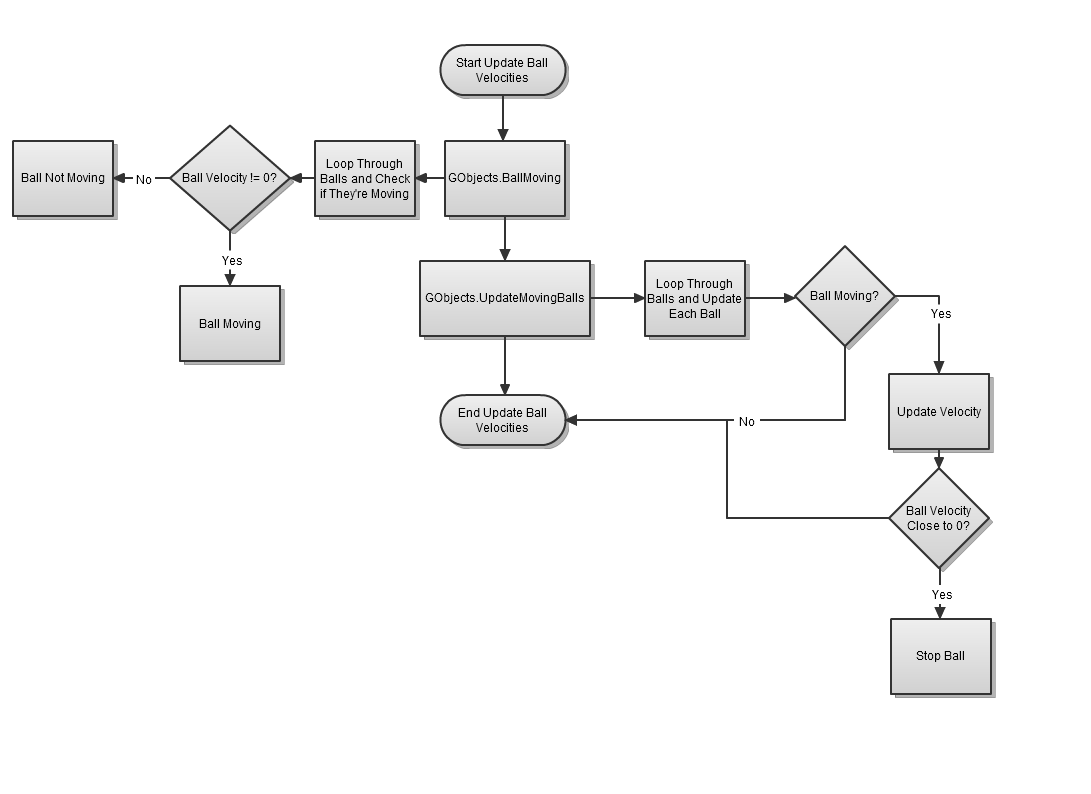 Start Update Ball
Velocities
Ball Not Moving
No
Ball Velocity != 0?
Loop Through
Balls and Check
if They're Moving
GObjects.BallMoving
Yes
Ball Moving
GObjects.UpdateMovingBalls
Loop Through
Balls and Update
Each Ball
Ball Moving?
Yes
End Update Ball
Velocities
No
Update Velocity
Ball Velocity
Close to 0?
Yes
Stop Ball